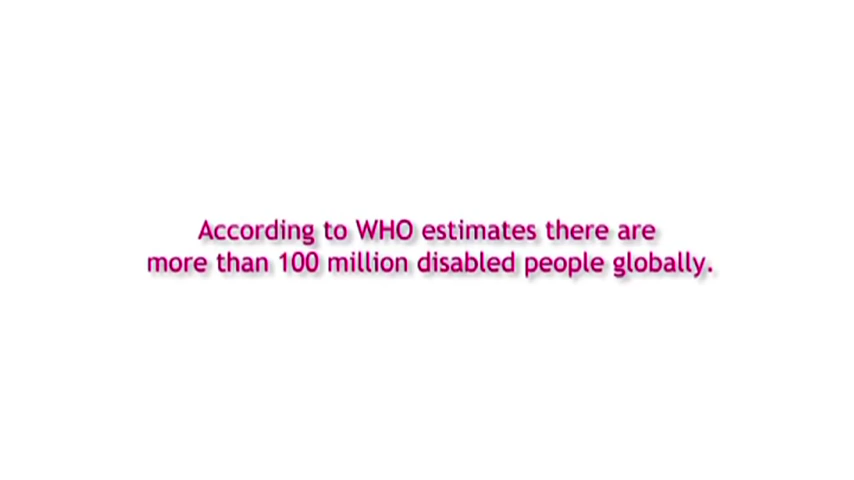 According to WHO estimates there are
more than 100 million disabled people globally.